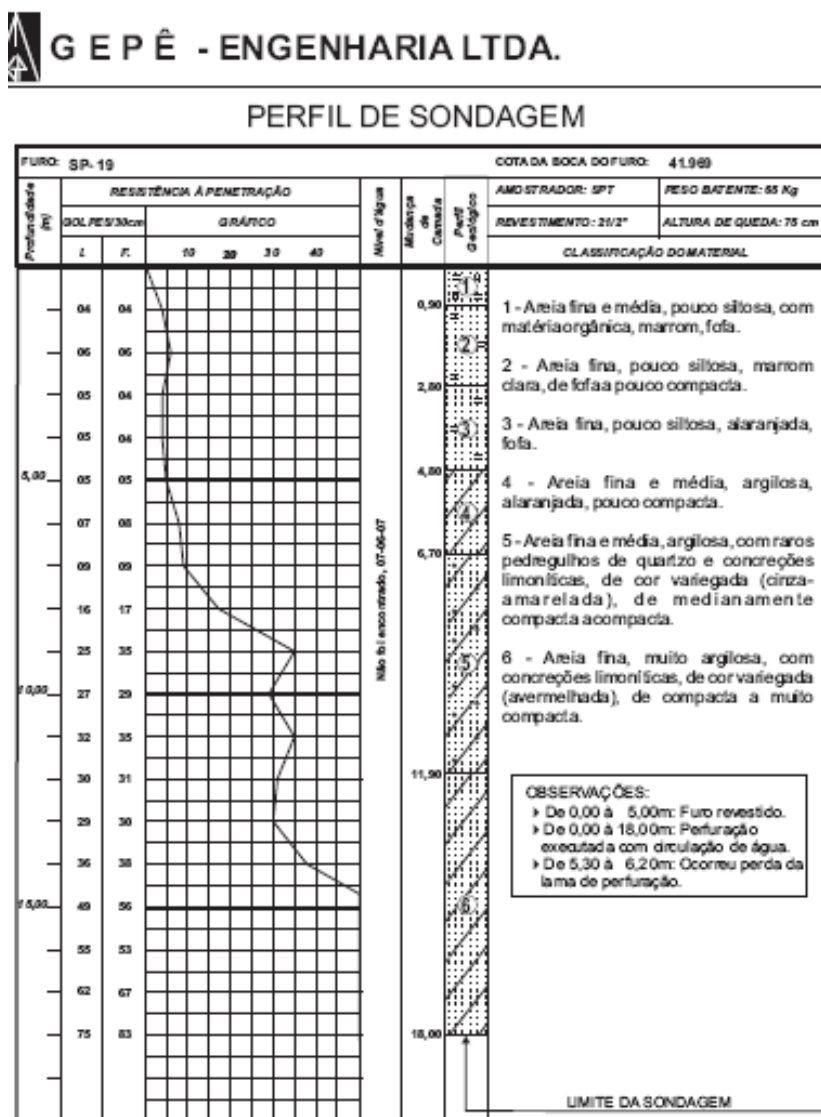 G E P Ê - ENGENHARIA LTDA.
PERFIL DE SONDAGEM
FURO: SP-19
COTA DA BOCA DO FURO: 41.969
Profundidade (m)
RESISTÊNCIA À PENETRAÇÃO
GOLPES/30cm
GRÁFICO
I. F. 10 20 30 40
Nível d'água
Mudança de Camada
Perfil Geológico
AMOSTRADOR: SPT
PESO BATENTE: 65 Kg
REVESTIMENTO: 21/2"
ALTURA DE QUEDA: 75 cm
CLASSIFICAÇÃO DO MATERIAL
04 04
06 06
05 04
05 04
5,00 05 05
07 08
09 09
16 17
25 35
10,00 27 29
32 35
30 31
29 30
36 38
15,00 49 56
55 53
62 67
75 83
Não foi encontrado, 07-06-07
0,90
2,80
4,80
6,70
11,90
18,00
1
2
3
4
5
6
1 - Areia fina e média, pouco siltosa, com
matéria orgânica, marrom, fofa.
2 - Areia fina, pouco siltosa, marrom
clara, de fofa a pouco compacta.
3 - Areia fina, pouco siltosa, alaranjada,
fofa.
4 - Areia fina e média, argilosa,
alaranjada, pouco compacta.
5 - Areia fina e média, argilosa, com raros
pedregulhos de quartzo e concreções
limoníticas, de cor variegada (cinza-
amarelada), de medianamente
compacta a compacta.
6 - Areia fina, muito argilosa, com
concreções limoníticas, de cor variegada
(avermelhada), de compacta a muito
compacta.
OBSERVAÇÕES:
De 0,00 à 5,00m: Furo revestido.
De 0,00 à 18,00m: Perfuração
executada com circulação de água.
De 5,30 à 6,20m: Ocorreu perda da
lama de perfuração.
LIMITE DA SONDAGEM